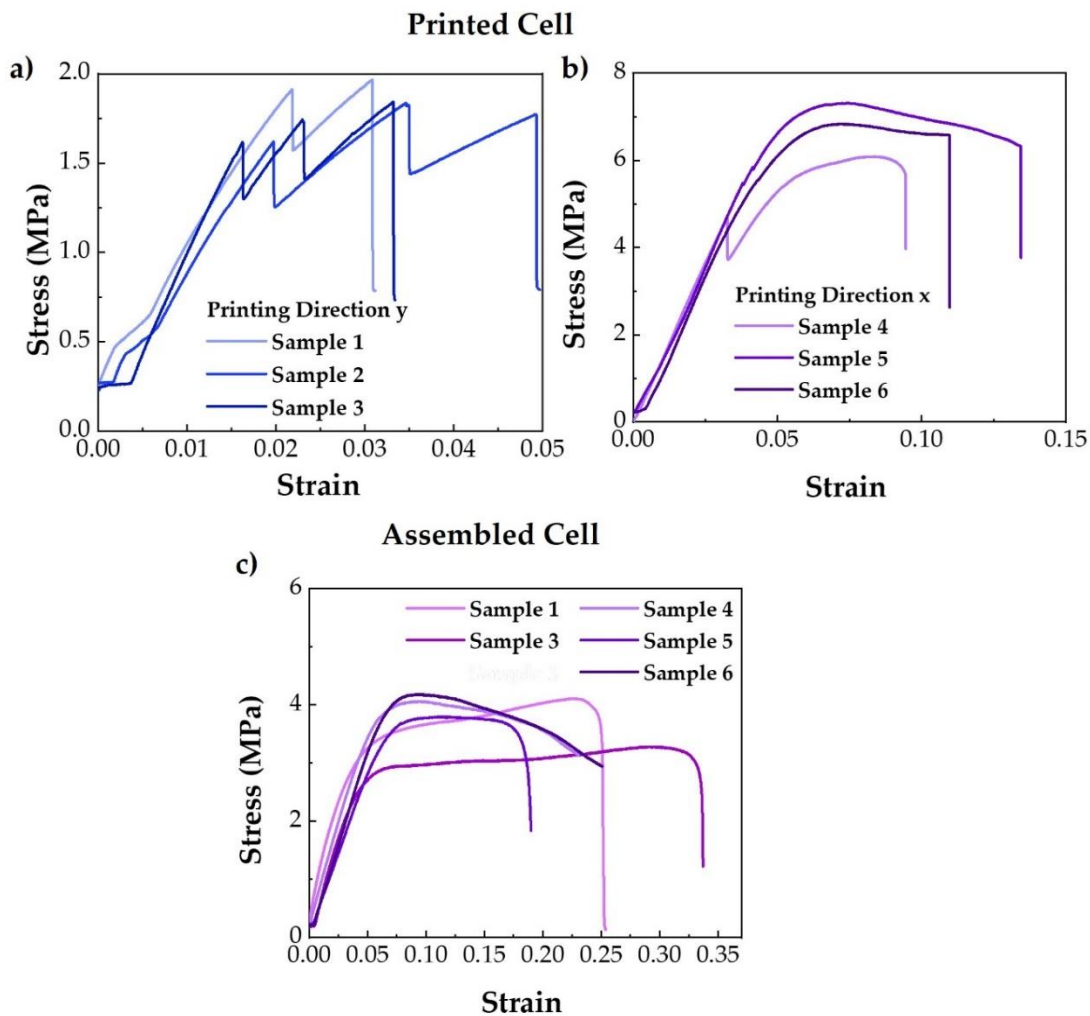 Printed Cell
a)
b)
2.0
1.5
1.0
0.5
0.0
Stress (MPa)
Printing Direction y
Sample 1
Sample 2
Sample 3
0.00 0.01 0.02 0.03 0.04 0.05
Strain
8
6
4
2
0
Stress (MPa)
Printing Direction x
Sample 4
Sample 5
Sample 6
0.00 0.05 0.10 0.15
Strain
Assembled Cell
c)
6
4
2
0
Stress (MPa)
Sample 1 Sample 4
Sample 3 Sample 5
Sample 6
0.00 0.05 0.10 0.15 0.20 0.25 0.30 0.35
Strain